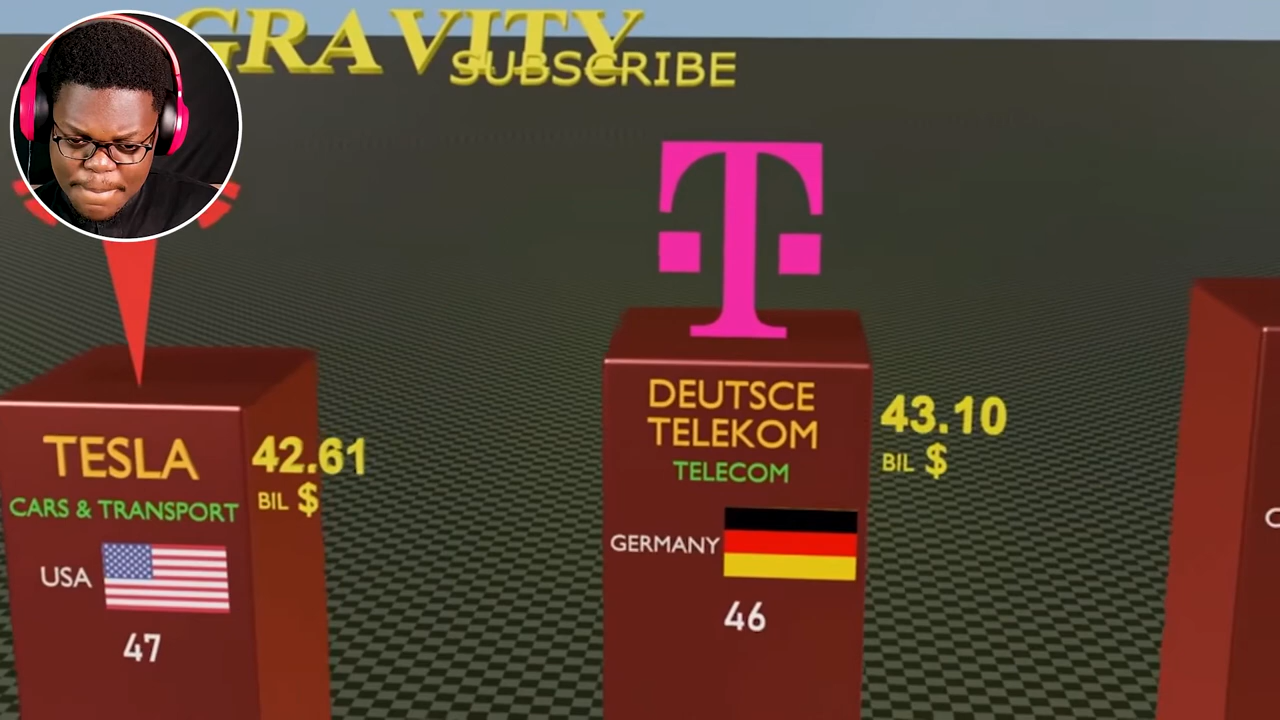 GRAVITY
SUBSCRIBE
T
TESLA
CARS & TRANSPORT
USA
47
42.61
BIL $
DEUTSCE
TELEKOM
TELECOM
GERMANY
46
43.10
BIL $
C